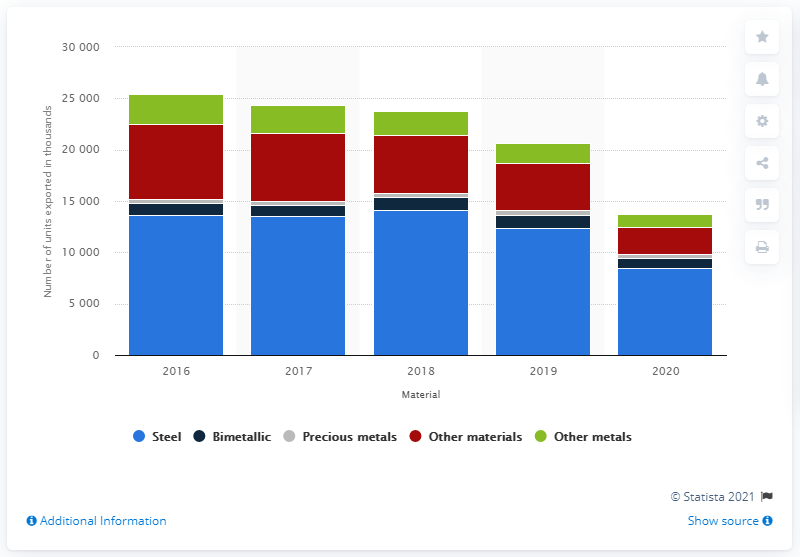 30 000
25 000
20 000
15 000
10 000
5 000
0
Number of units exported in thousands
2016 2017 2018 2019 2020
Material
Steel Bimetallic Precious metals Other materials Other metals
© Statista 2021
Additional Information Show source